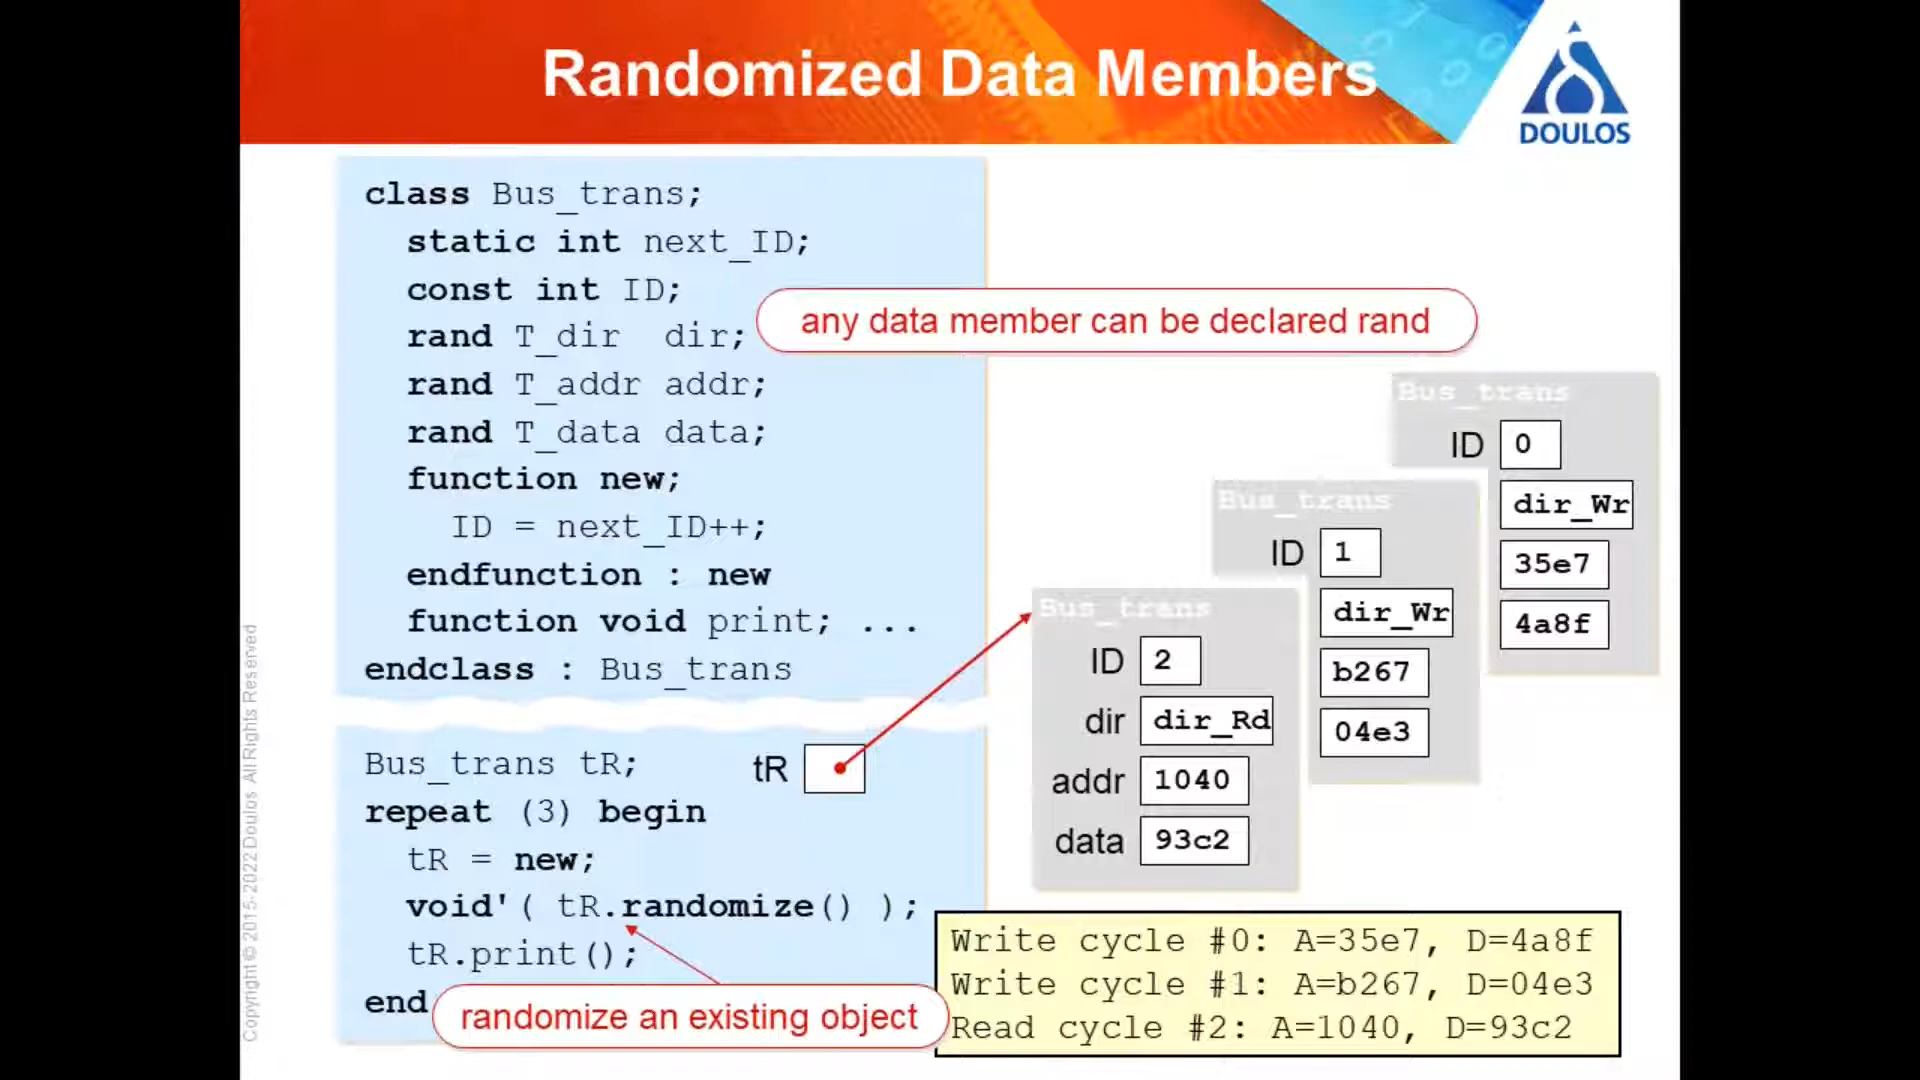 Randomized Data Members
DOULOS
class Bus_trans;
static int next_ID;
const int ID;
rand T_dir  dir;
any data member can be declared rand
rand T_addr addr;
rand T_data data;
function new;
ID = next_ID++;
endfunction : new
function void print; ...
endclass : Bus_trans
Bus_trans tR;
repeat (3) begin
tR = new;
void'( tR.randomize() );
tR.print();
end
randomize an existing object
tR
Bus_trans
ID 0
dir_Wr
35e7
4a8f
Bus_trans
ID 1
dir_Wr
b267
04e3
Bus_trans
ID 2
dir dir_Rd
addr 1040
data 93c2
Write cycle #0: A=35e7, D=4a8f
Write cycle #1: A=b267, D=04e3
Read cycle #2: A=1040, D=93c2
Copyright © 2015-2022 Doulos. All Rights Reserved